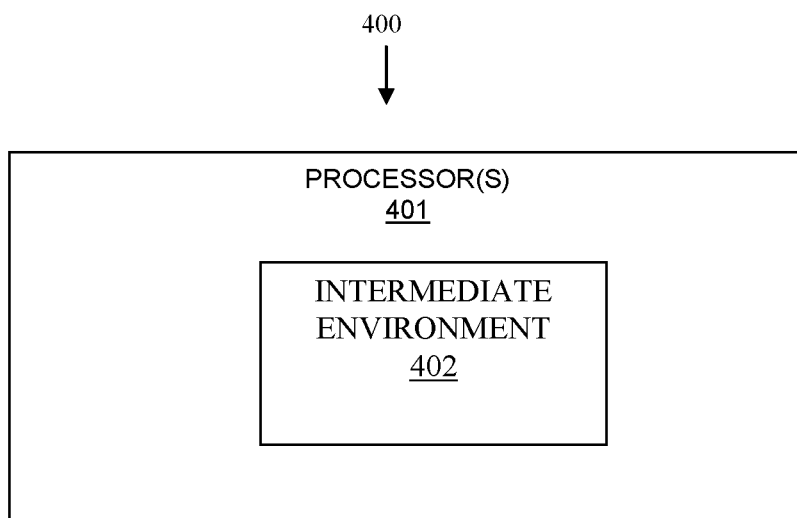 400
PROCESSOR(S)
401
INTERMEDIATE
ENVIRONMENT
402